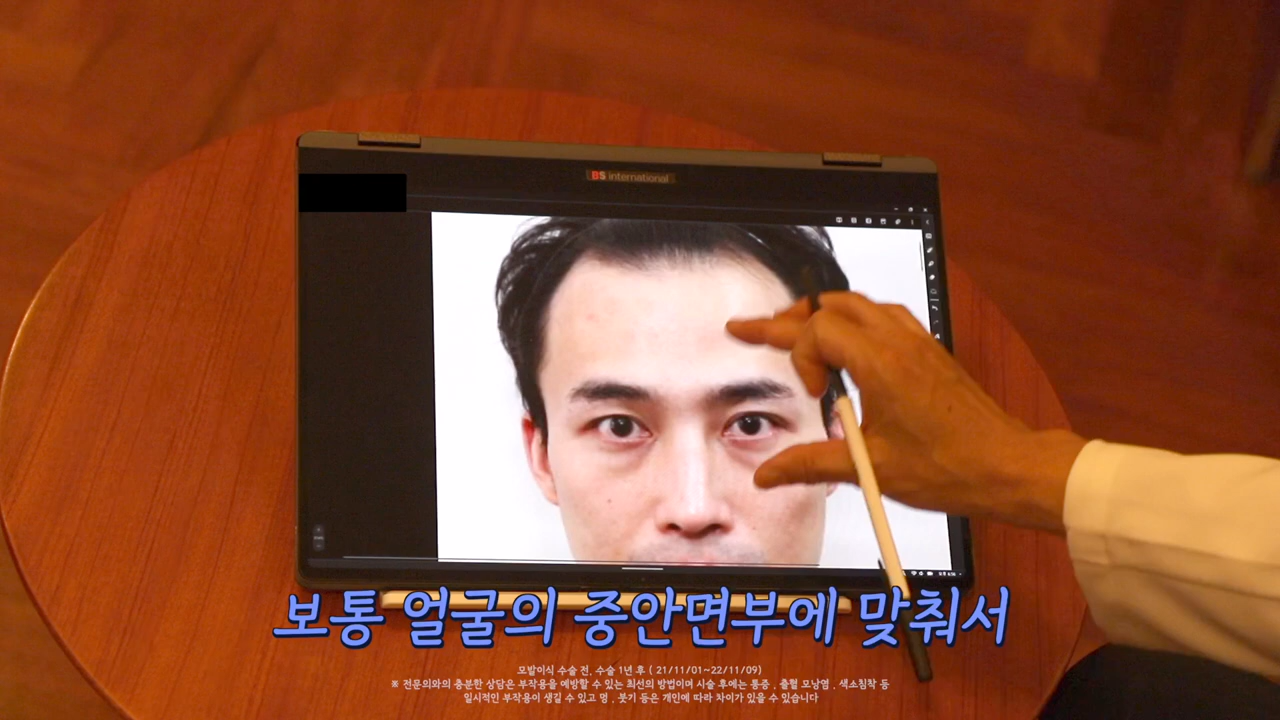 BS international
보통 얼굴의 중안면부에 맞춰서
모발이식 수술 전, 수술 1년 후 ( 21/11/01~22/11/09)
※ 전문의와의 충분한 상담은 부작용을 예방할 수 있는 최선의 방법이며 시술 후에는 통증 , 출혈 모낭염 , 색소침착 등
일시적인 부작용이 생길 수 있고 멍 , 붓기 등은 개인에 따라 차이가 있을 수 있습니다